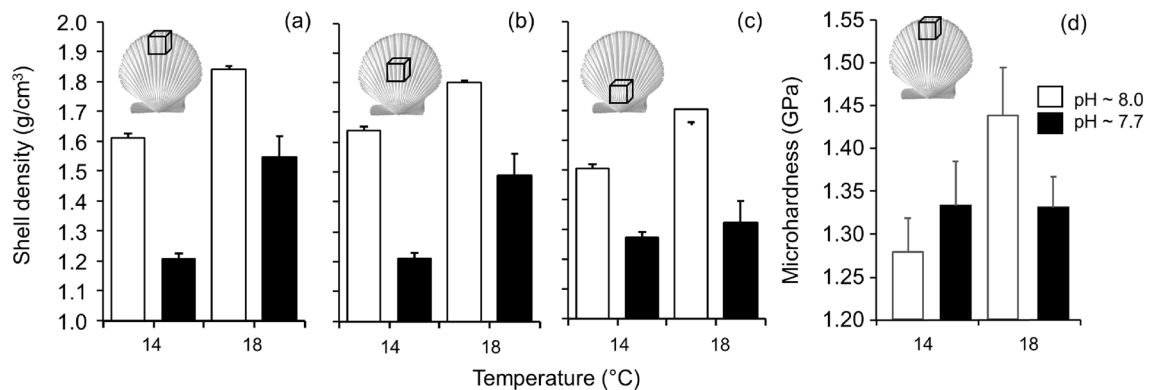 (a)
(b)
(c)
(d)
Shell density (g/cm³)
2.0
1.9
1.8
1.7
1.6
1.5
1.4
1.3
1.2
1.1
1.0
14 18
14 18
14 18
Microhardness (GPa)
1.55
1.50
1.45
1.40
1.35
1.30
1.25
1.20
14 18
pH ~ 8.0
pH ~ 7.7
Temperature (°C)